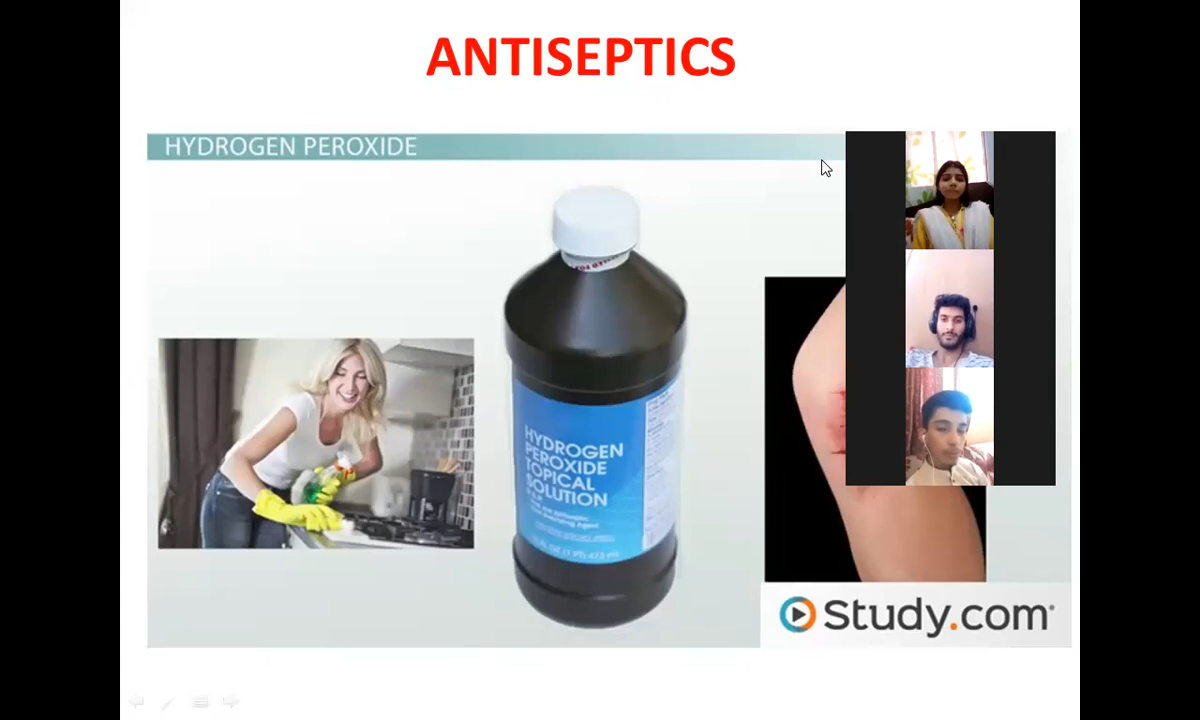 ANTISEPTICS
HYDROGEN PEROXIDE
HYDROGEN
PEROXIDE
TOPICAL
SOLUTION
Study.com